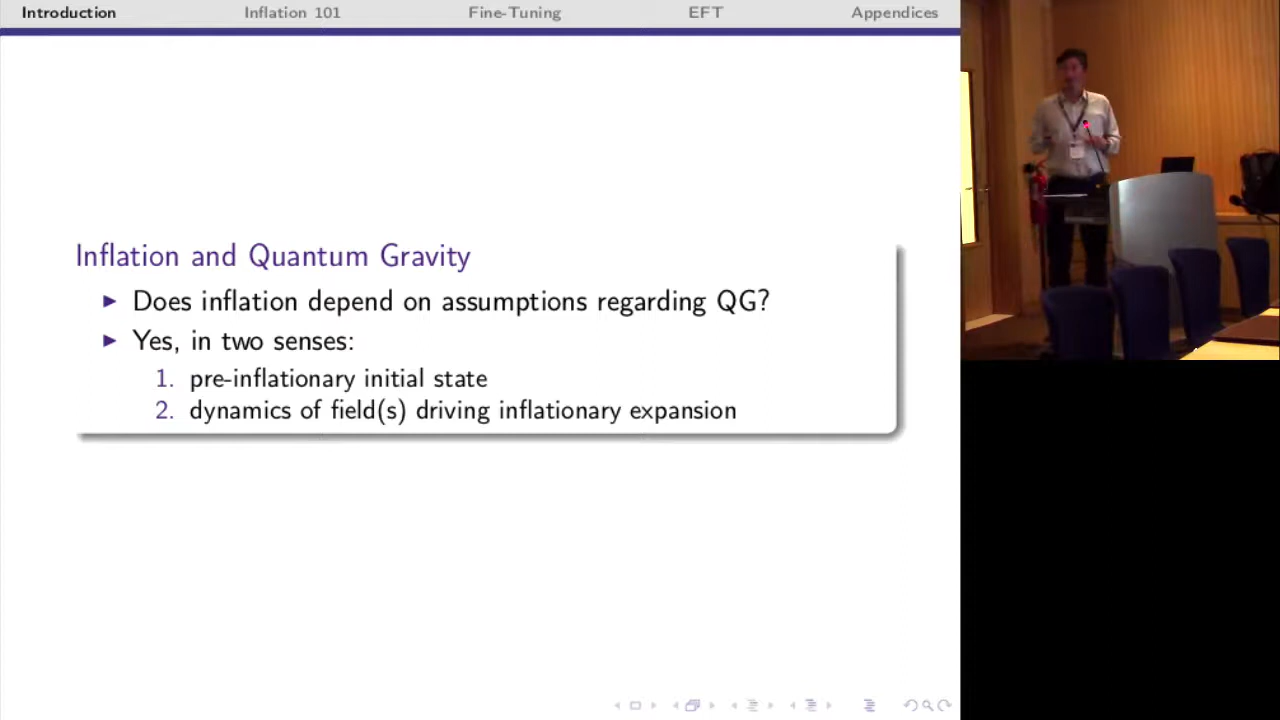 Introduction Inflation 101 Fine-Tuning EFT Appendices
Inflation and Quantum Gravity
▶ Does inflation depend on assumptions regarding QG?
▶ Yes, in two senses:
1. pre-inflationary initial state
2. dynamics of field(s) driving inflationary expansion